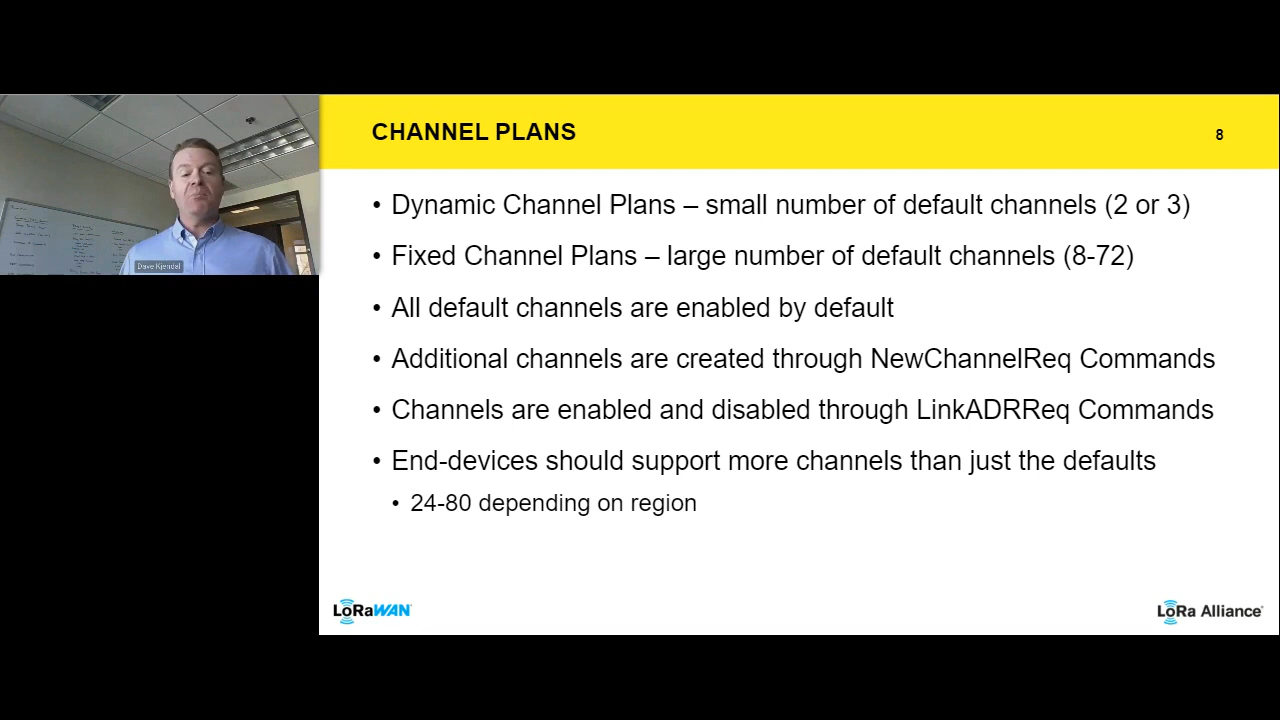 CHANNEL PLANS
8
• Dynamic Channel Plans – small number of default channels (2 or 3)
• Fixed Channel Plans – large number of default channels (8-72)
• All default channels are enabled by default
• Additional channels are created through NewChannelReq Commands
• Channels are enabled and disabled through LinkADRReq Commands
• End-devices should support more channels than just the defaults
• 24-80 depending on region
Dave Kjendal
LoRaWAN
LoRa Alliance